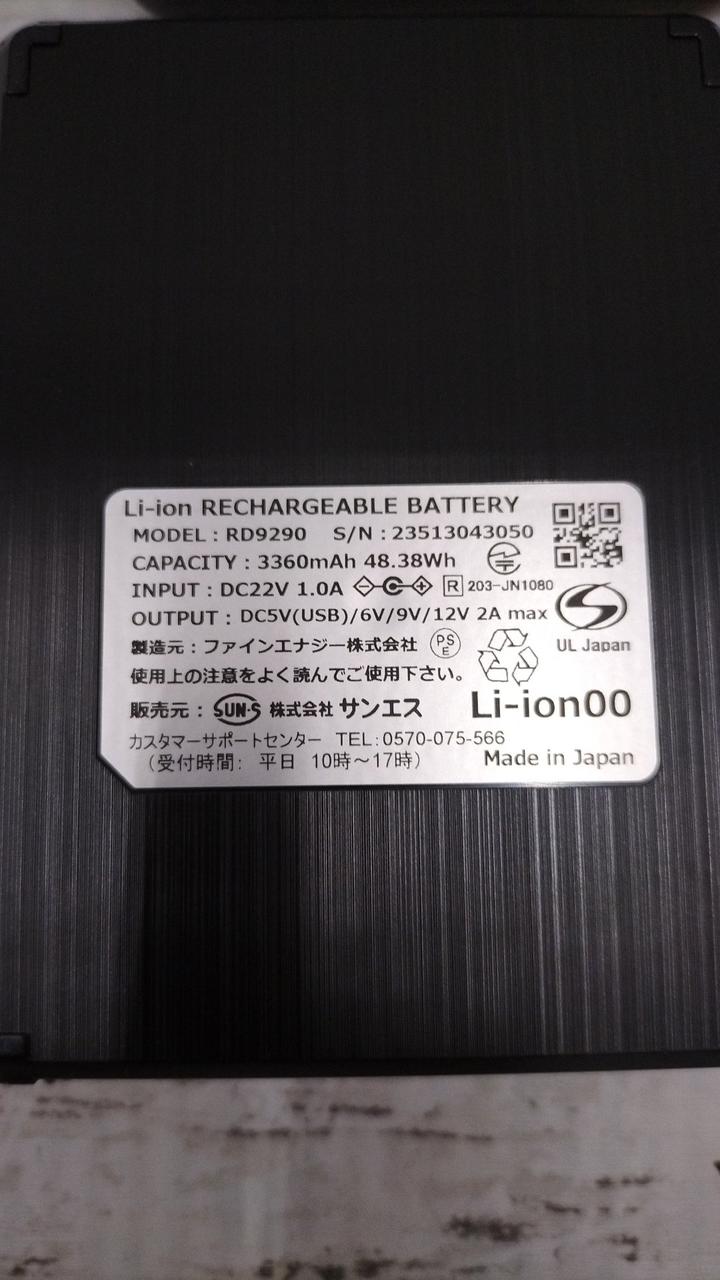 Li-ion RECHARGEABLE BATTERY
MODEL : RD9290 S/N : 23513043050
CAPACITY : 3360mAh 48.38Wh
INPUT : DC22V 1.0A R 203-JN1080
OUTPUT : DC5V(USB)/6V/9V/12V 2A max
製造元 : ファインエナジー株式会社 PS E
UL Japan
使用上の注意をよく読んでご使用下さい。
販売元 : SUN・S 株式会社 サンエス Li-ion00
カスタマーサポートセンター TEL:0570-075-566
(受付時間: 平日 10時～17時) Made in Japan